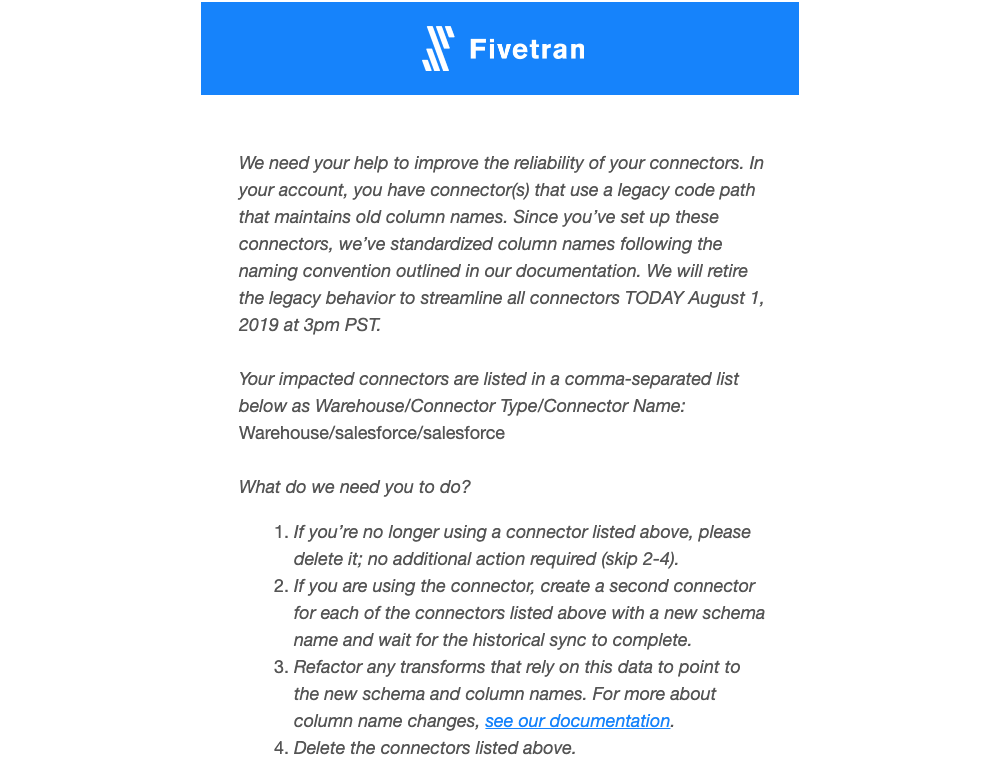 Fivetran
We need your help to improve the reliability of your connectors. In
your account, you have connector(s) that use a legacy code path
that maintains old column names. Since you’ve set up these
connectors, we’ve standardized column names following the
naming convention outlined in our documentation. We will retire
the legacy behavior to streamline all connectors TODAY August 1,
2019 at 3pm PST.
Your impacted connectors are listed in a comma-separated list
below as Warehouse/Connector Type/Connector Name:
Warehouse/salesforce/salesforce
What do we need you to do?
1. If you’re no longer using a connector listed above, please
delete it; no additional action required (skip 2-4).
2. If you are using the connector, create a second connector
for each of the connectors listed above with a new schema
name and wait for the historical sync to complete.
3. Refactor any transforms that rely on this data to point to
the new schema and column names. For more about
column name changes, see our documentation.
4. Delete the connectors listed above.